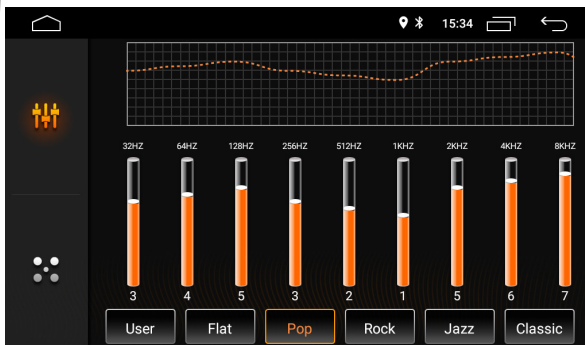 15:34
32HZ 64HZ 128HZ 256HZ 512HZ 1KHZ 2KHZ 4KHZ 8KHZ
3 4 5 3 2 1 5 6 7
User Flat Pop Rock Jazz Classic